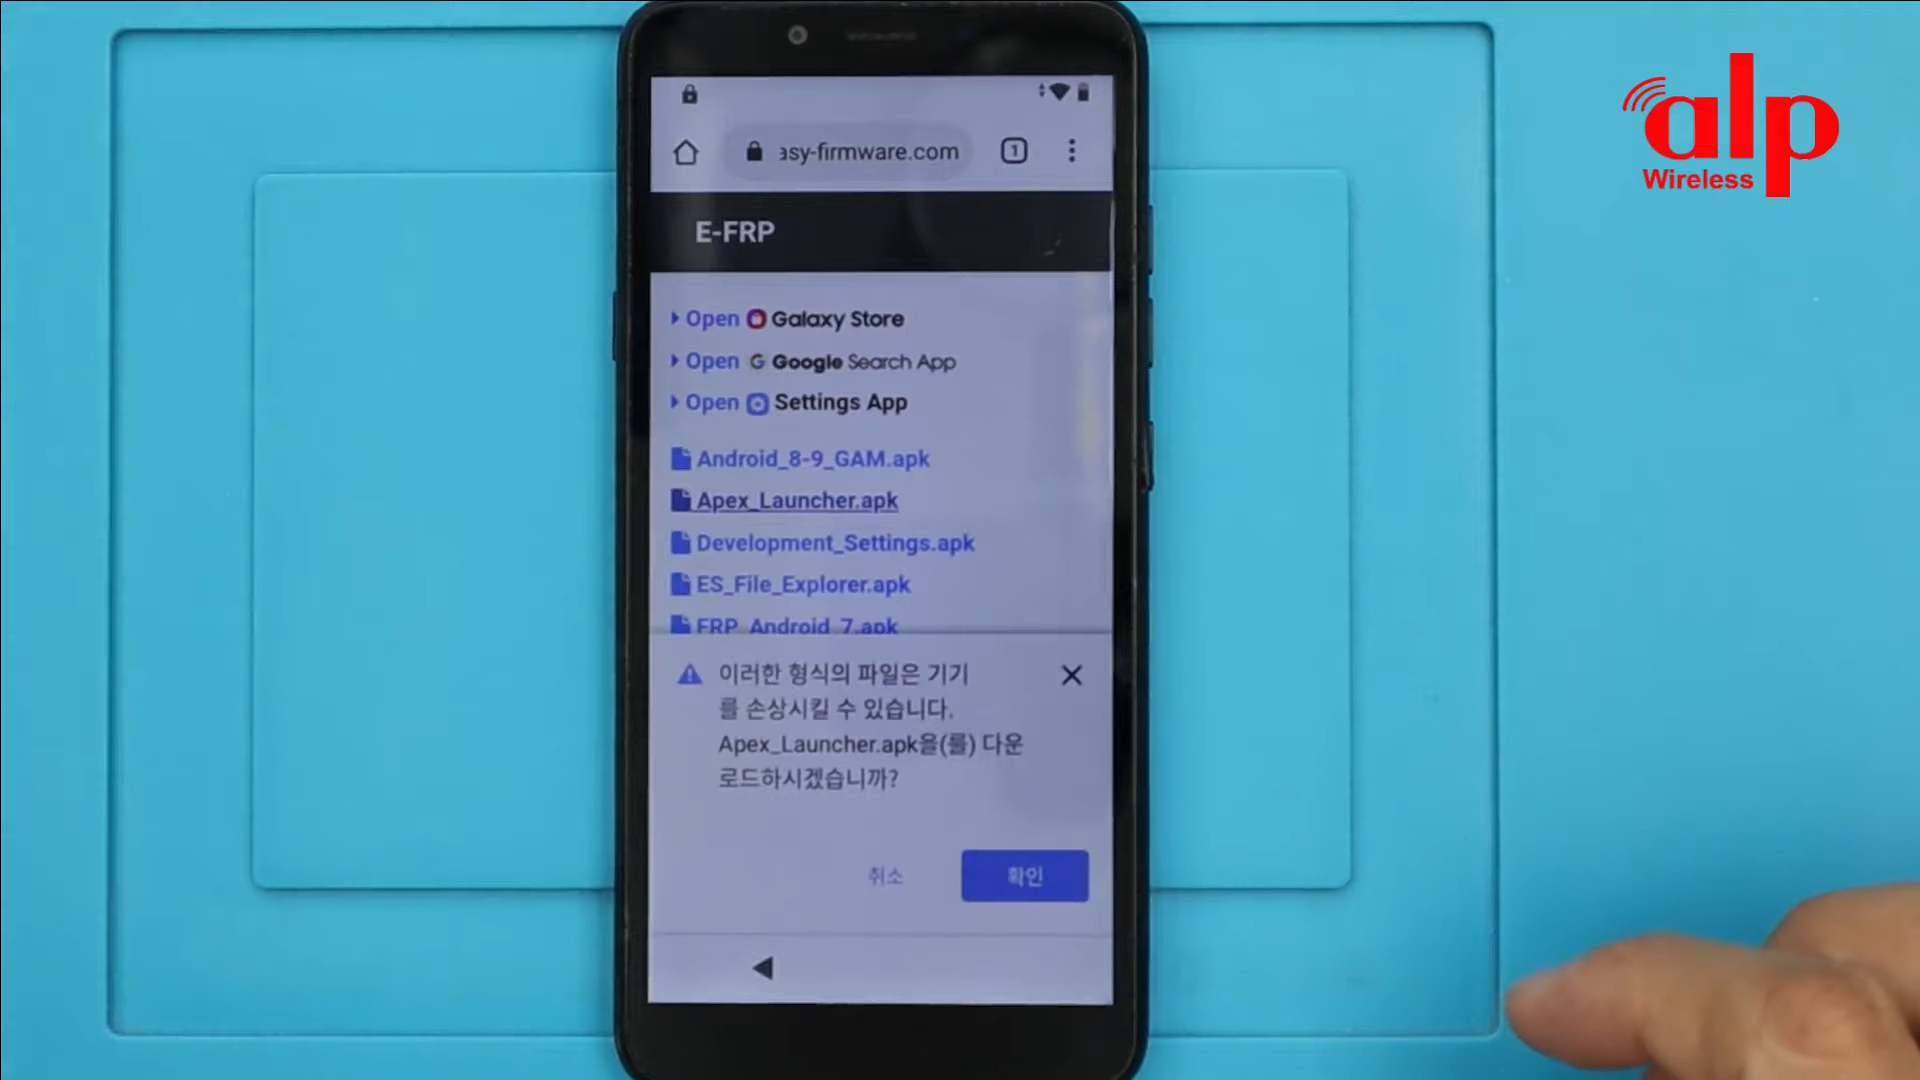 alp
Wireless
1
asy-firmware.com
E-FRP
Open Galaxy Store
Open G Google Search App
Open Settings App
Android_8-9_GAM.apk
Apex_Launcher.apk
Development_Settings.apk
ES_File_Explorer.apk
FRP_Android_7.apk
이러한 형식의 파일은 기기
를 손상시킬 수 있습니다.
Apex_Launcher.apk을(를) 다운
로드하시겠습니까?
취소
확인